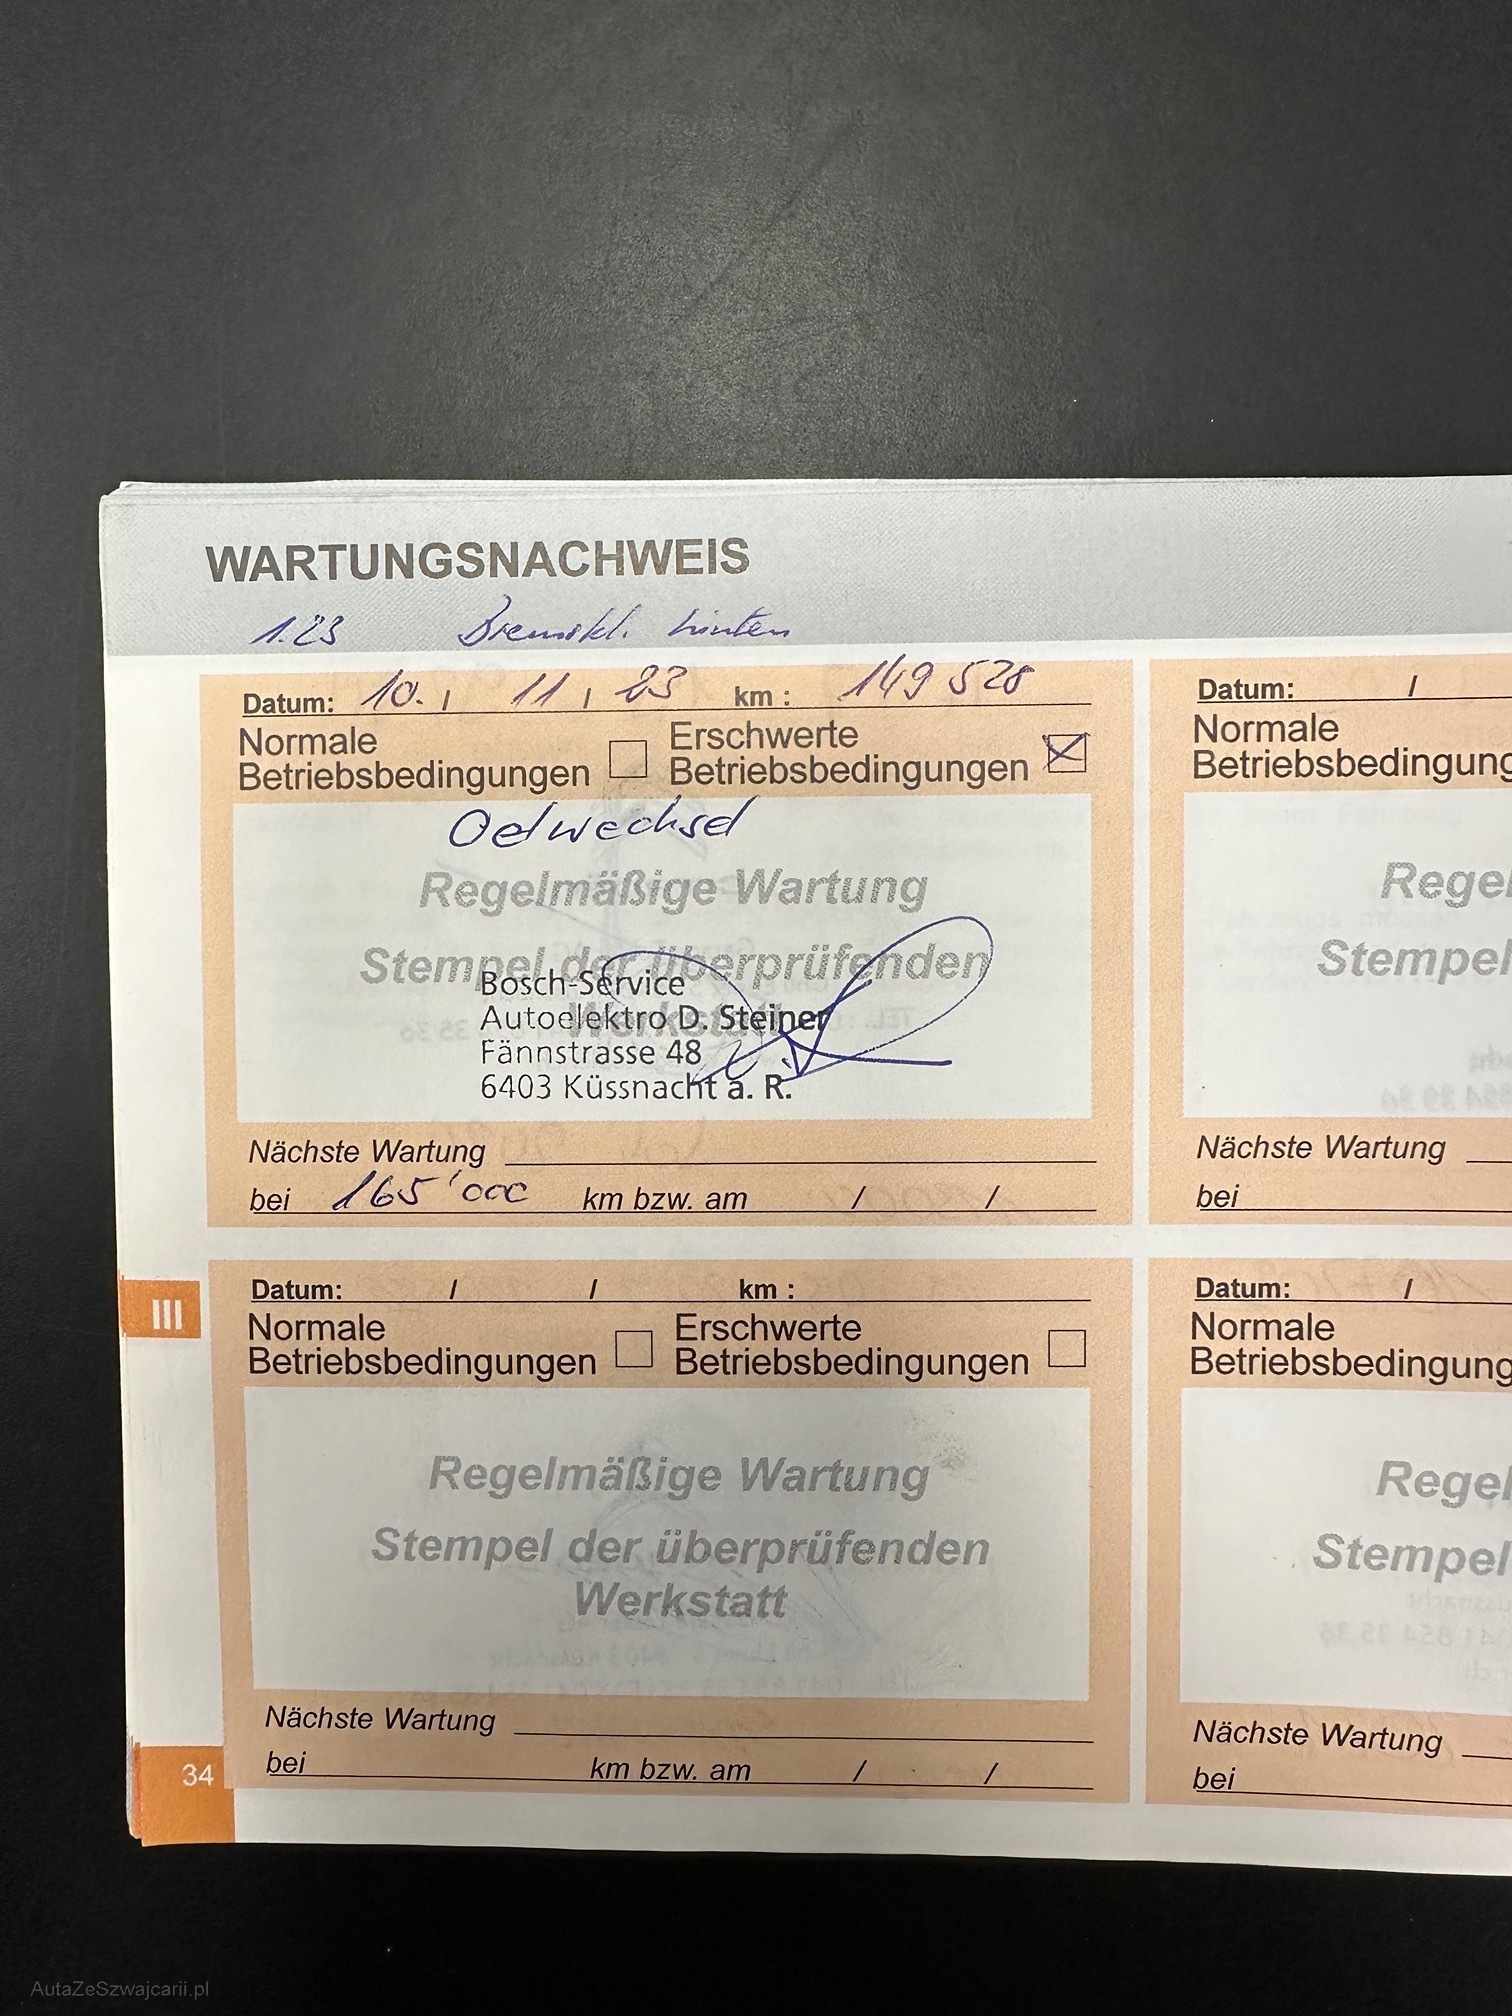 WARTUNGSNACHWEIS
1.23 Bremskl. hinten
Datum: 10. / 11 / 23 km : 149 528
Normale Betriebsbedingungen
Erschwerte Betriebsbedingungen
Oelwechsel
Regelmäßige Wartung
Stempel der überprüfenden
Werkstatt
Bosch-Service
Autoelektro D. Steiner
Fännstrasse 48
6403 Küssnacht a. R.
Nächste Wartung
bei 165'000 km bzw. am / /
Datum: /
Normale
Betriebsbedingung
Regel
Stempel
Nächste Wartung
bei
III
Datum: / / km :
Normale Betriebsbedingungen
Erschwerte Betriebsbedingungen
Regelmäßige Wartung
Stempel der überprüfenden
Werkstatt
Nächste Wartung
bei km bzw. am / /
Datum: /
Normale
Betriebsbedingung
Regel
Stempel
Nächste Wartung
bei
34
AutaZeSzwajcarii.pl